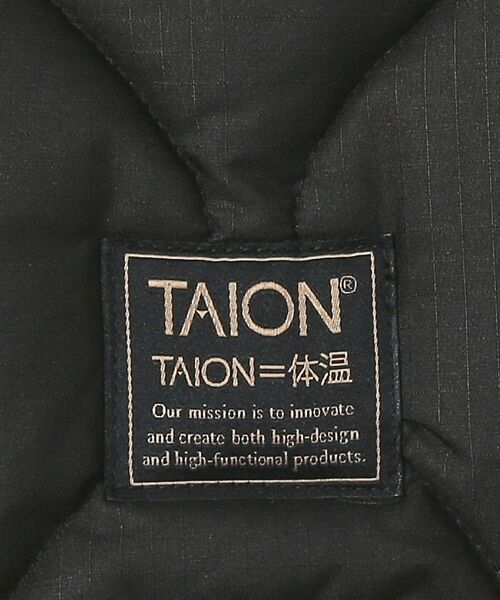 TAION®
TAION=体温
Our mission is to innovate
and create both high-design
and high-functional products.